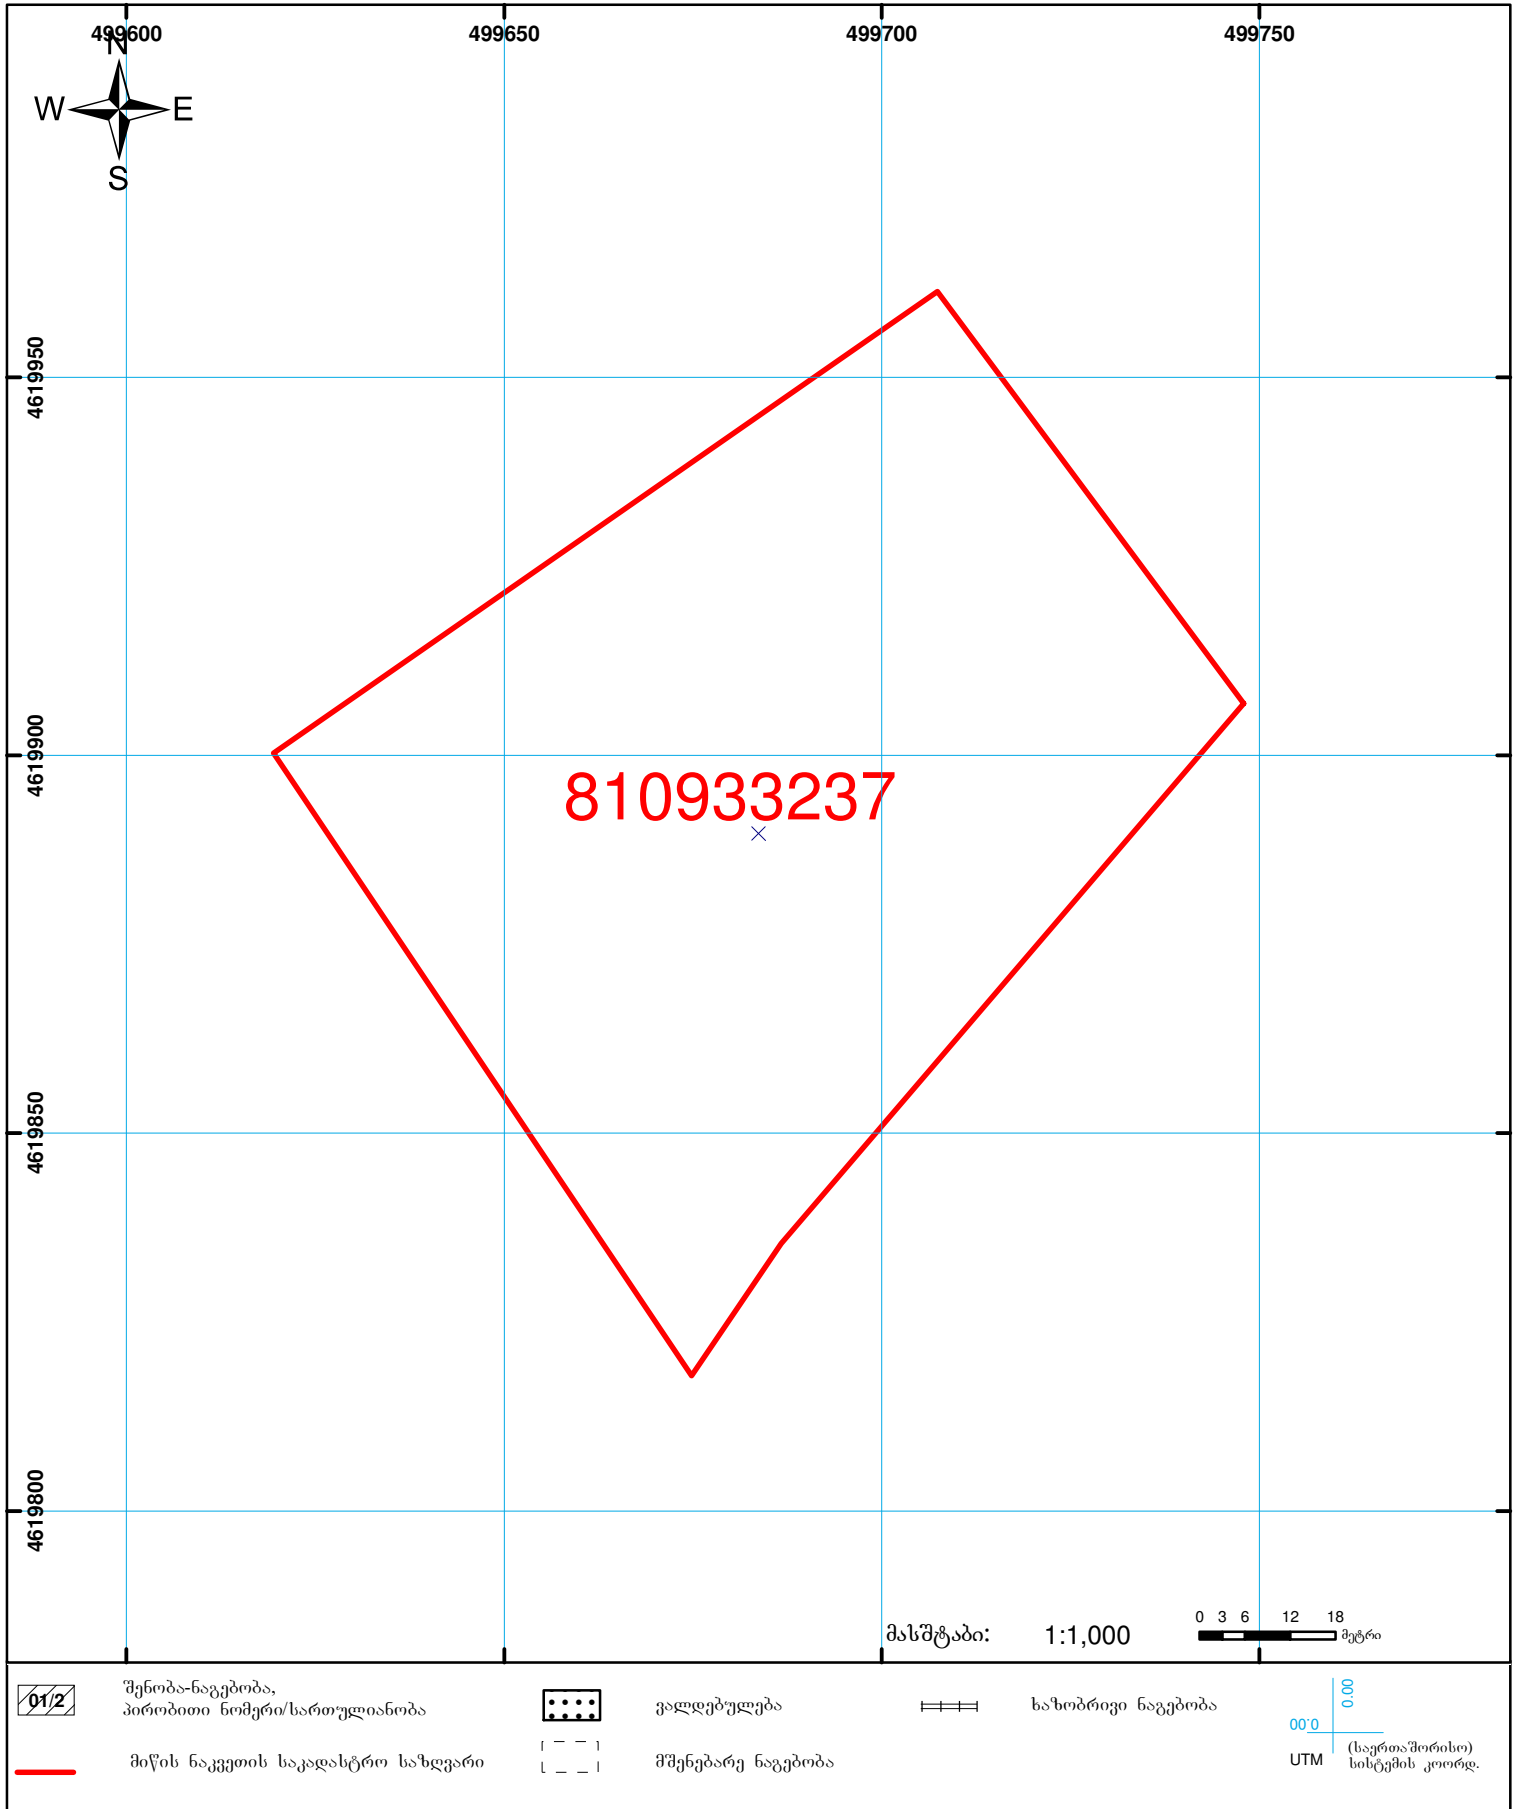 499600 499650 499700 499750
N
W E
S
4619950
4619900
810933237
4619850
4619800
მასშტაბი: 1:1,000
0 3 6 12 18
მეტრი
01/2
შენობა-ნაგებობა,
პირობითი ნომერი/სართულიანობა
ვალდებულება
ხაზობრივი ნაგებობა
მიწის ნაკვეთის საკადასტრო საზღვარი
მშენებარე ნაგებობა
0.00
00.0
UTM
(საერთაშორისო)
სისტემის კოორდ.